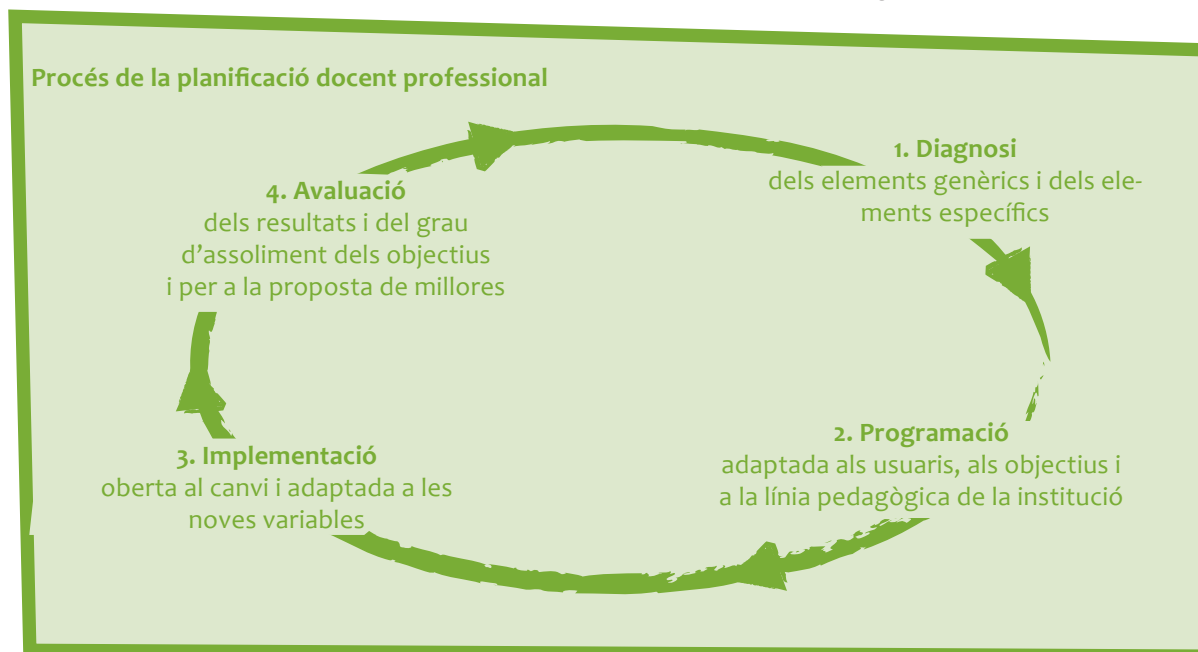 Procés de la planificació docent professional
1. Diagnosi
dels elements genèrics i dels ele-
ments específics
2. Programació
adaptada als usuaris, als objectius i
a la línia pedagògica de la institució
3. Implementació
oberta al canvi i adaptada a les
noves variables
4. Avaluació
dels resultats i del grau
d’assoliment dels objectius
i per a la proposta de millores